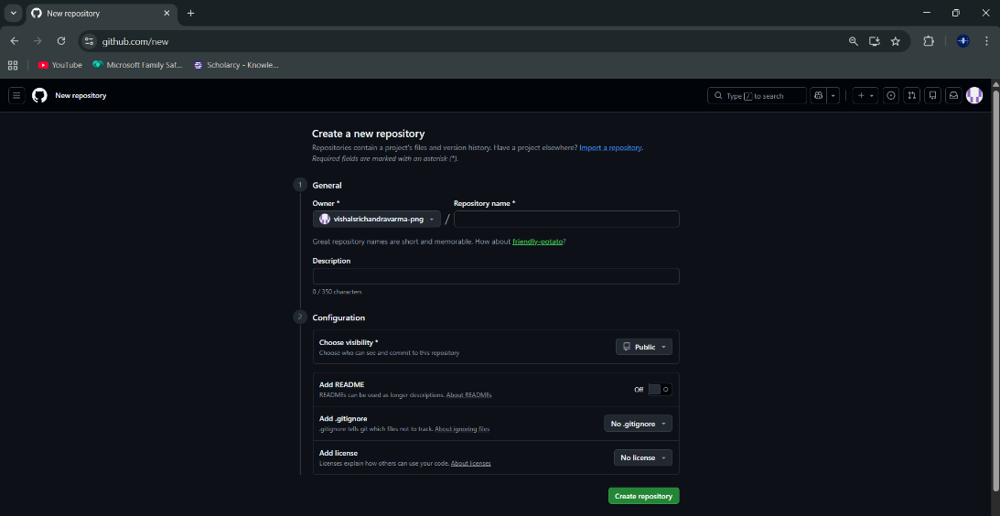 New repository
github.com/new
YouTube
Microsoft Family Saf...
Scholarcy - Knowle...
New repository
Type / to search
Create a new repository
Repositories contain a project's files and version history. Have a project elsewhere? Import a repository.
Required fields are marked with an asterisk (*).
1 General
Owner * Repository name *
vishalsrichandravarma-png /
Great repository names are short and memorable. How about friendly-potato?
Description
0 / 350 characters
2 Configuration
Choose visibility *
Choose who can see and commit to this repository
Public
Add README
READMEs can be used as longer descriptions. About READMEs
Off
Add .gitignore
.gitignore tells git which files not to track. About ignoring files
No .gitignore
Add license
Licenses explain how others can use your code. About licenses
No license
Create repository